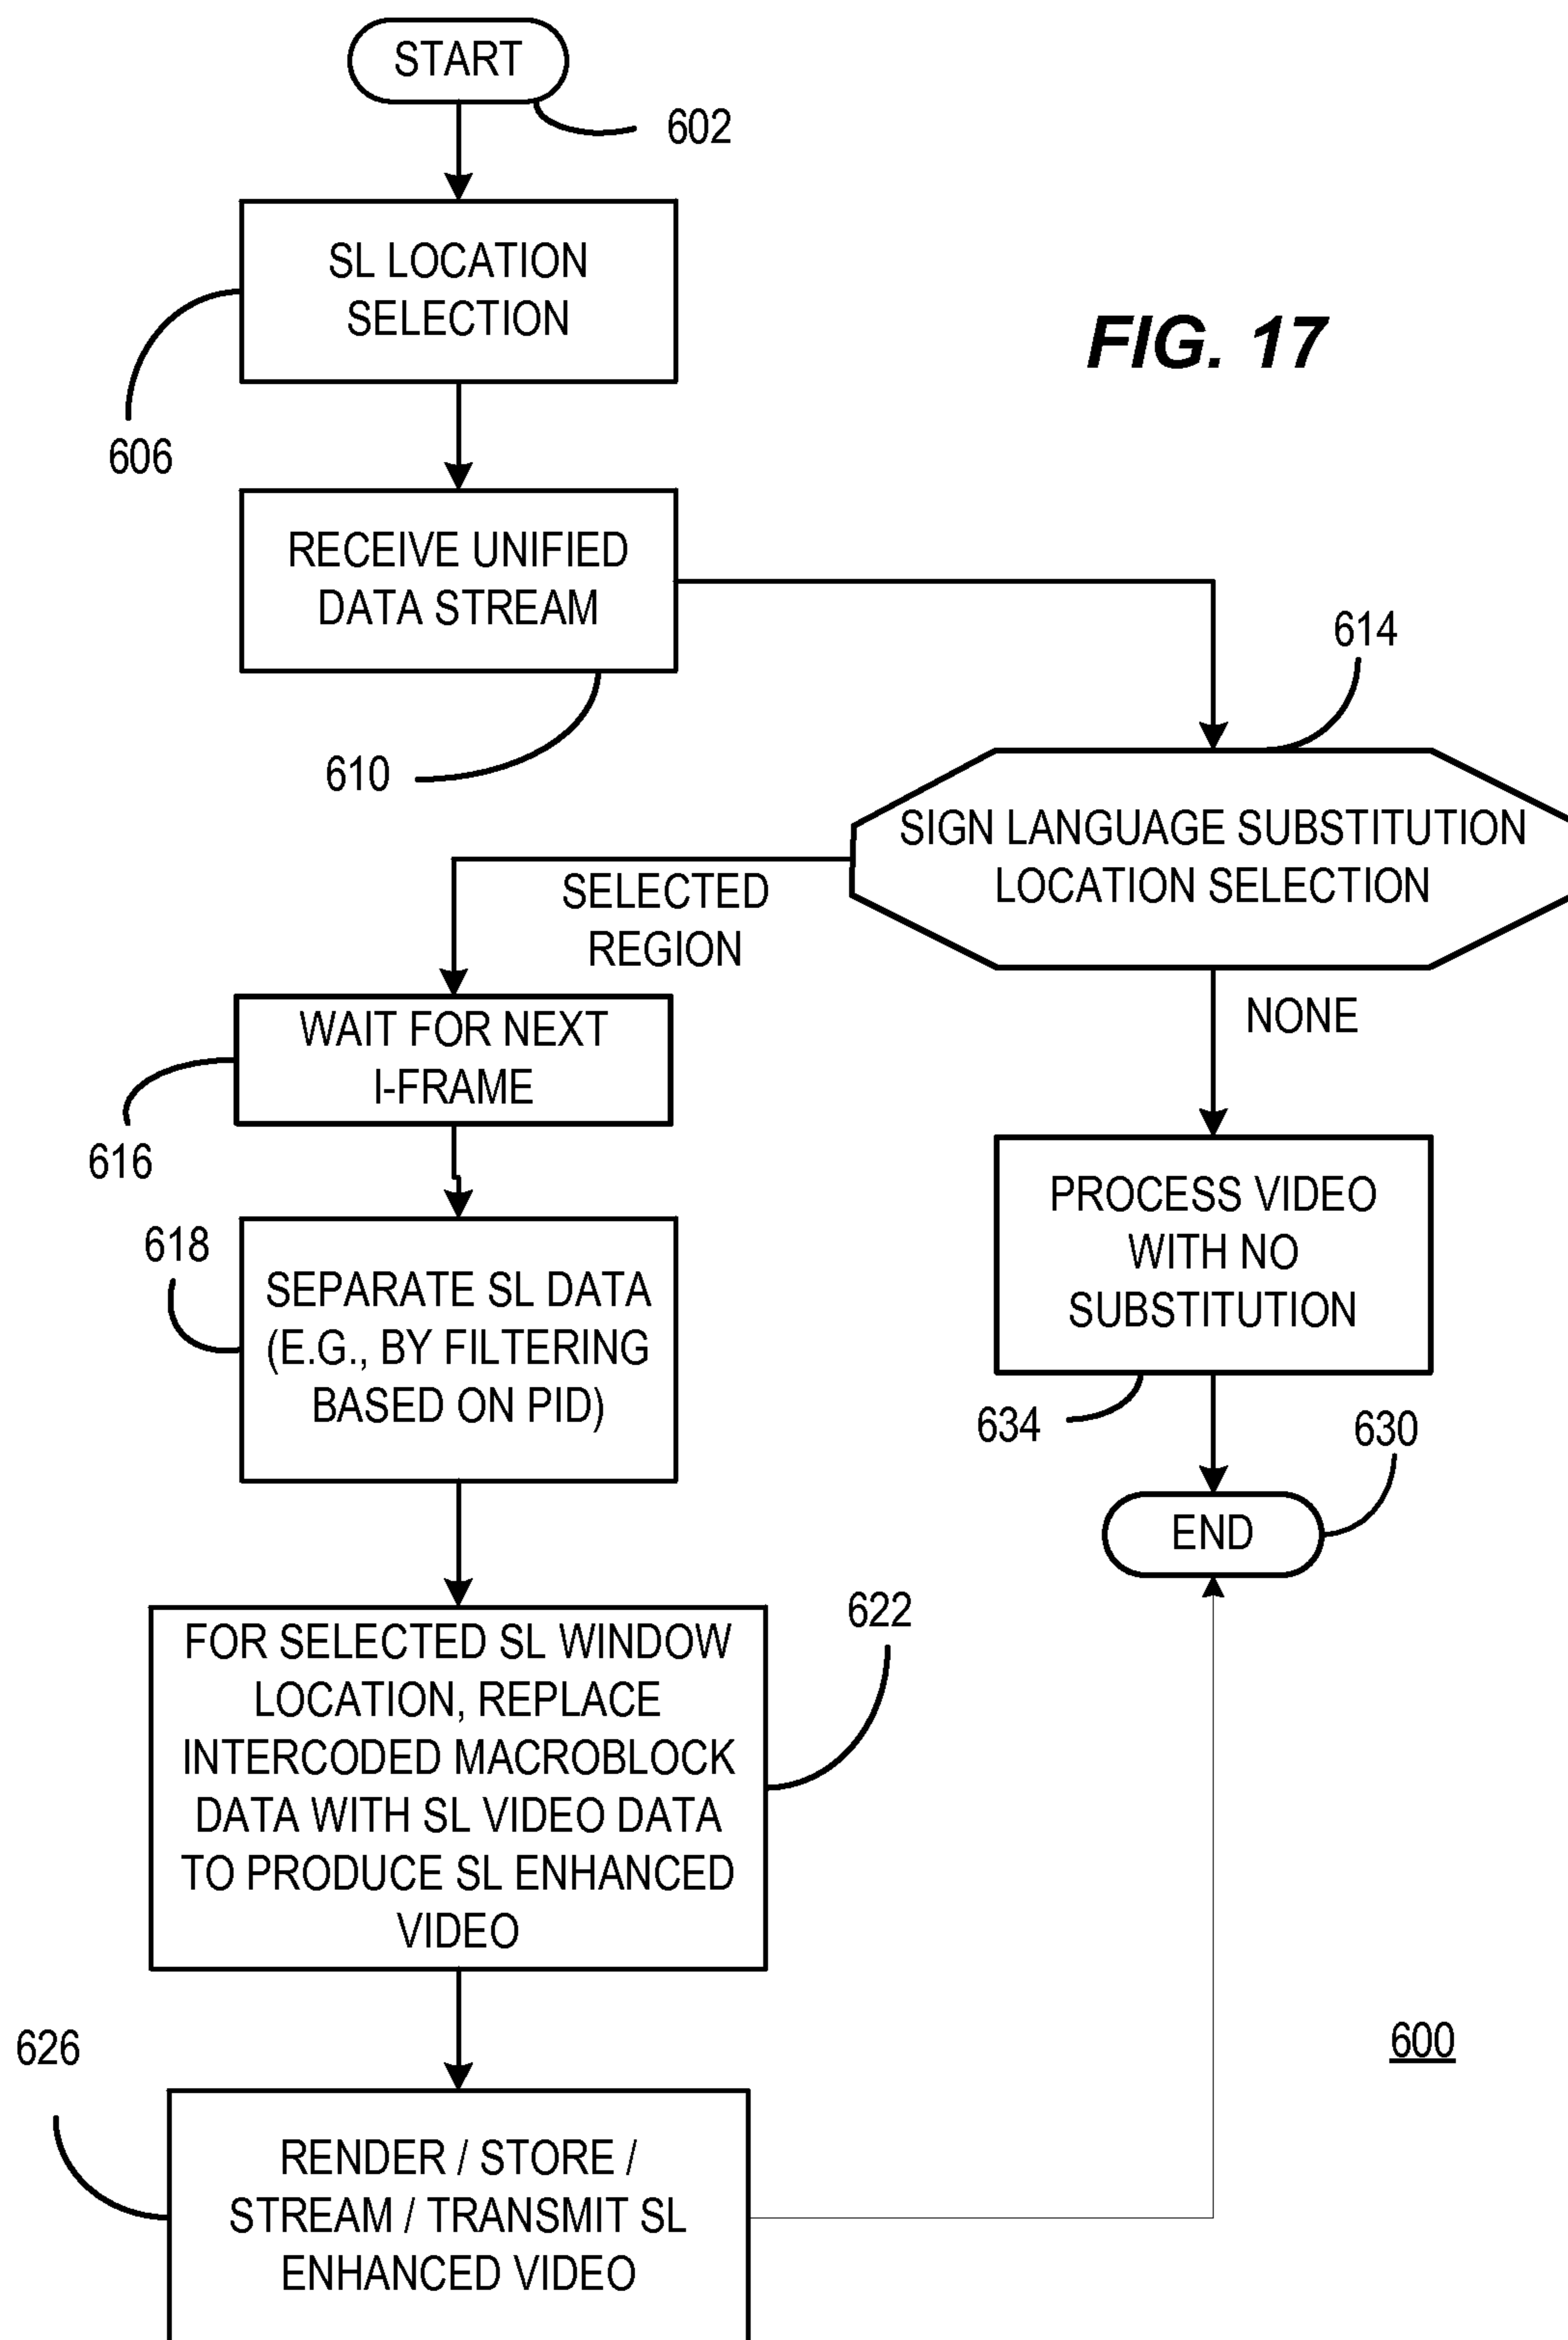 START
602
SL LOCATION
SELECTION
606
FIG. 17
RECEIVE UNIFIED
DATA STREAM
610
614
SIGN LANGUAGE SUBSTITUTION
LOCATION SELECTION
SELECTED
REGION
NONE
WAIT FOR NEXT
I-FRAME
616
PROCESS VIDEO
WITH NO
SUBSTITUTION
634
618
SEPARATE SL DATA
(E.G., BY FILTERING
BASED ON PID)
630
END
622
FOR SELECTED SL WINDOW
LOCATION, REPLACE
INTERCODED MACROBLOCK
DATA WITH SL VIDEO DATA
TO PRODUCE SL ENHANCED
VIDEO
626
RENDER / STORE /
STREAM / TRANSMIT SL
ENHANCED VIDEO
600